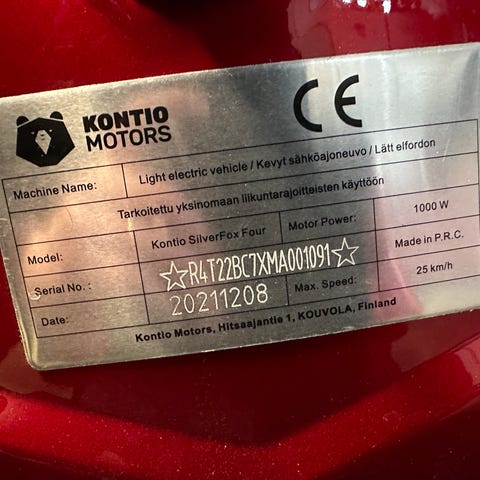 KONTIO
MOTORS
CE
Machine Name: Light electric vehicle / Kevyt sähköajoneuvo / Lätt elfordon
Tarkoitettu yksinomaan liikuntarajoitteisten käyttöön
Model: Kontio SilverFox Four Motor Power: 1000 W
Serial No. : ☆R4T22BC7XMA001091☆ Made in P.R.C.
Date: 20211208 Max. Speed: 25 km/h
Kontio Motors, Hitsaajantie 1, KOUVOLA, Finland